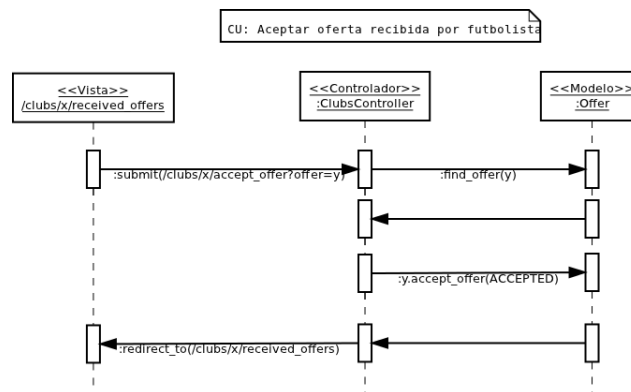 CU: Aceptar oferta recibida por futbolista
<<Vista>>
/clubs/x/received_offers
<<Controlador>>
:ClubsController
<<Modelo>>
:Offer
:submit(/clubs/x/accept_offer?offer=y)
:find_offer(y)
:y.accept_offer(ACCEPTED)
:redirect_to(/clubs/x/received_offers)